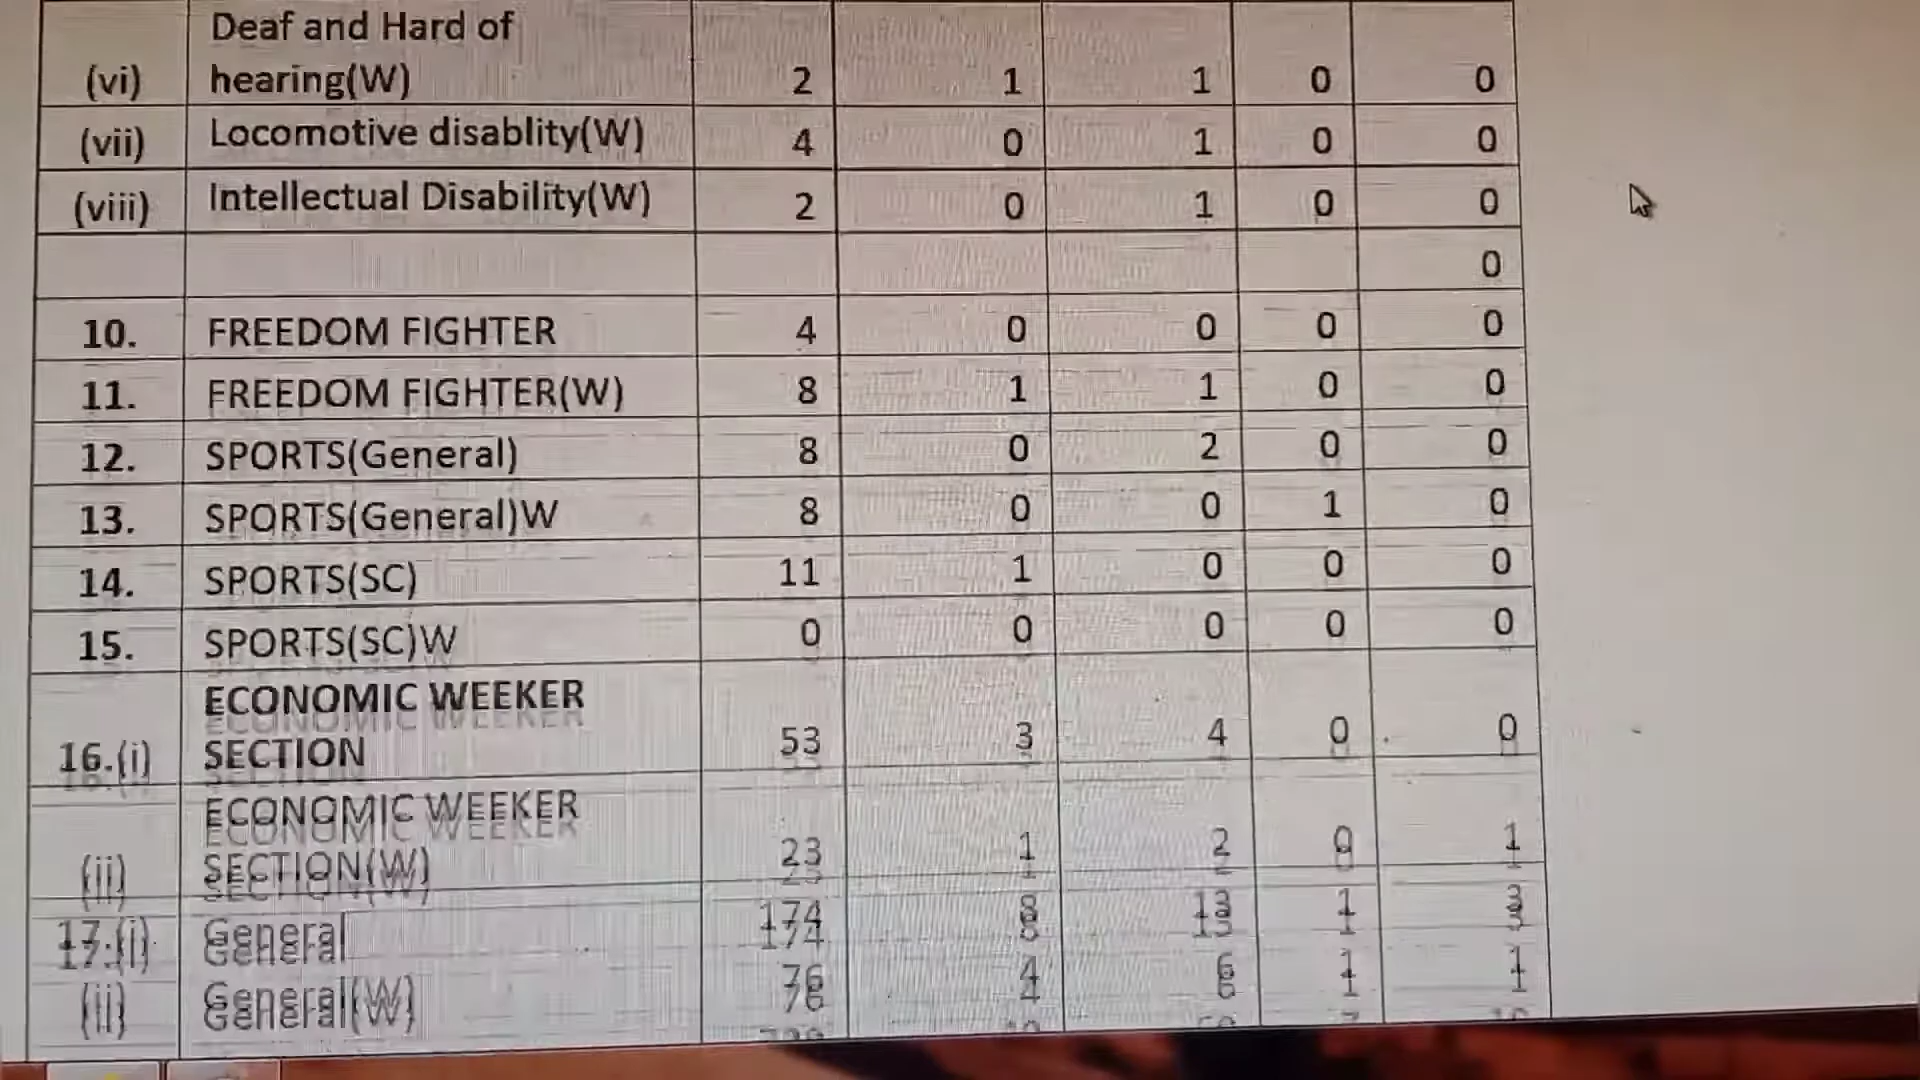 Deaf and Hard of
(vi) hearing(W) 2 1 1 0 0
(vii) Locomotive disablity(W) 4 0 1 0 0
(viii) Intellectual Disability(W) 2 0 1 0 0
0
10. FREEDOM FIGHTER 4 0 0 0 0
11. FREEDOM FIGHTER(W) 8 1 1 0 0
12. SPORTS(General) 8 0 2 0 0
13. SPORTS(General)W 8 0 0 1 0
14. SPORTS(SC) 11 1 0 0 0
15. SPORTS(SC)W 0 0 0 0 0
ECONOMIC WEEKER
16.(i) SECTION 53 3 4 0 0
ECONOMIC WEEKER
(ii) SECTION(W) 23 1 2 0 1
17.(i) General 174 8 13 1 3
(ii) General(W) 76 4 6 1 1